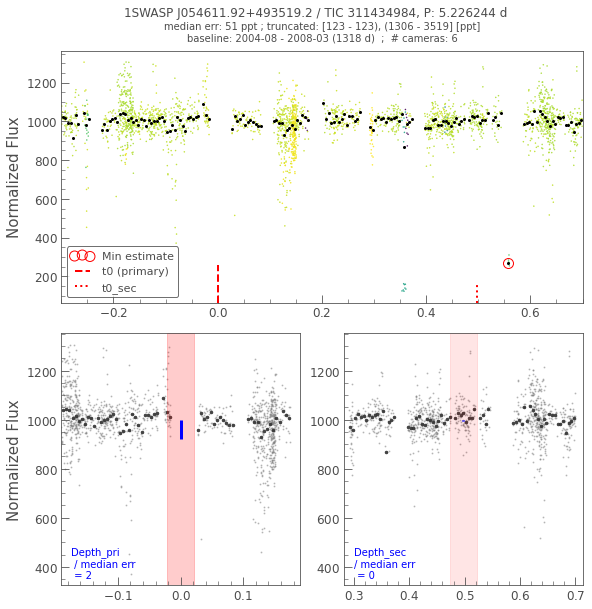 1SWASP J054611.92+493519.2 / TIC 311434984, P: 5.226244 d
median err: 51 ppt ; truncated: [123 - 123), (1306 - 3519] [ppt]
baseline: 2004-08 - 2008-03 (1318 d)  ;  # cameras: 6
Normalized Flux
1200
1000
800
600
400
200
Min estimate
t0 (primary)
t0_sec
−0.2 0.0 0.2 0.4 0.6
Normalized Flux
1200
1000
800
600
400
Depth_pri
/ median err
= 2
−0.1 0.0 0.1
1200
1000
800
600
400
Depth_sec
/ median err
= 0
0.3 0.4 0.5 0.6 0.7